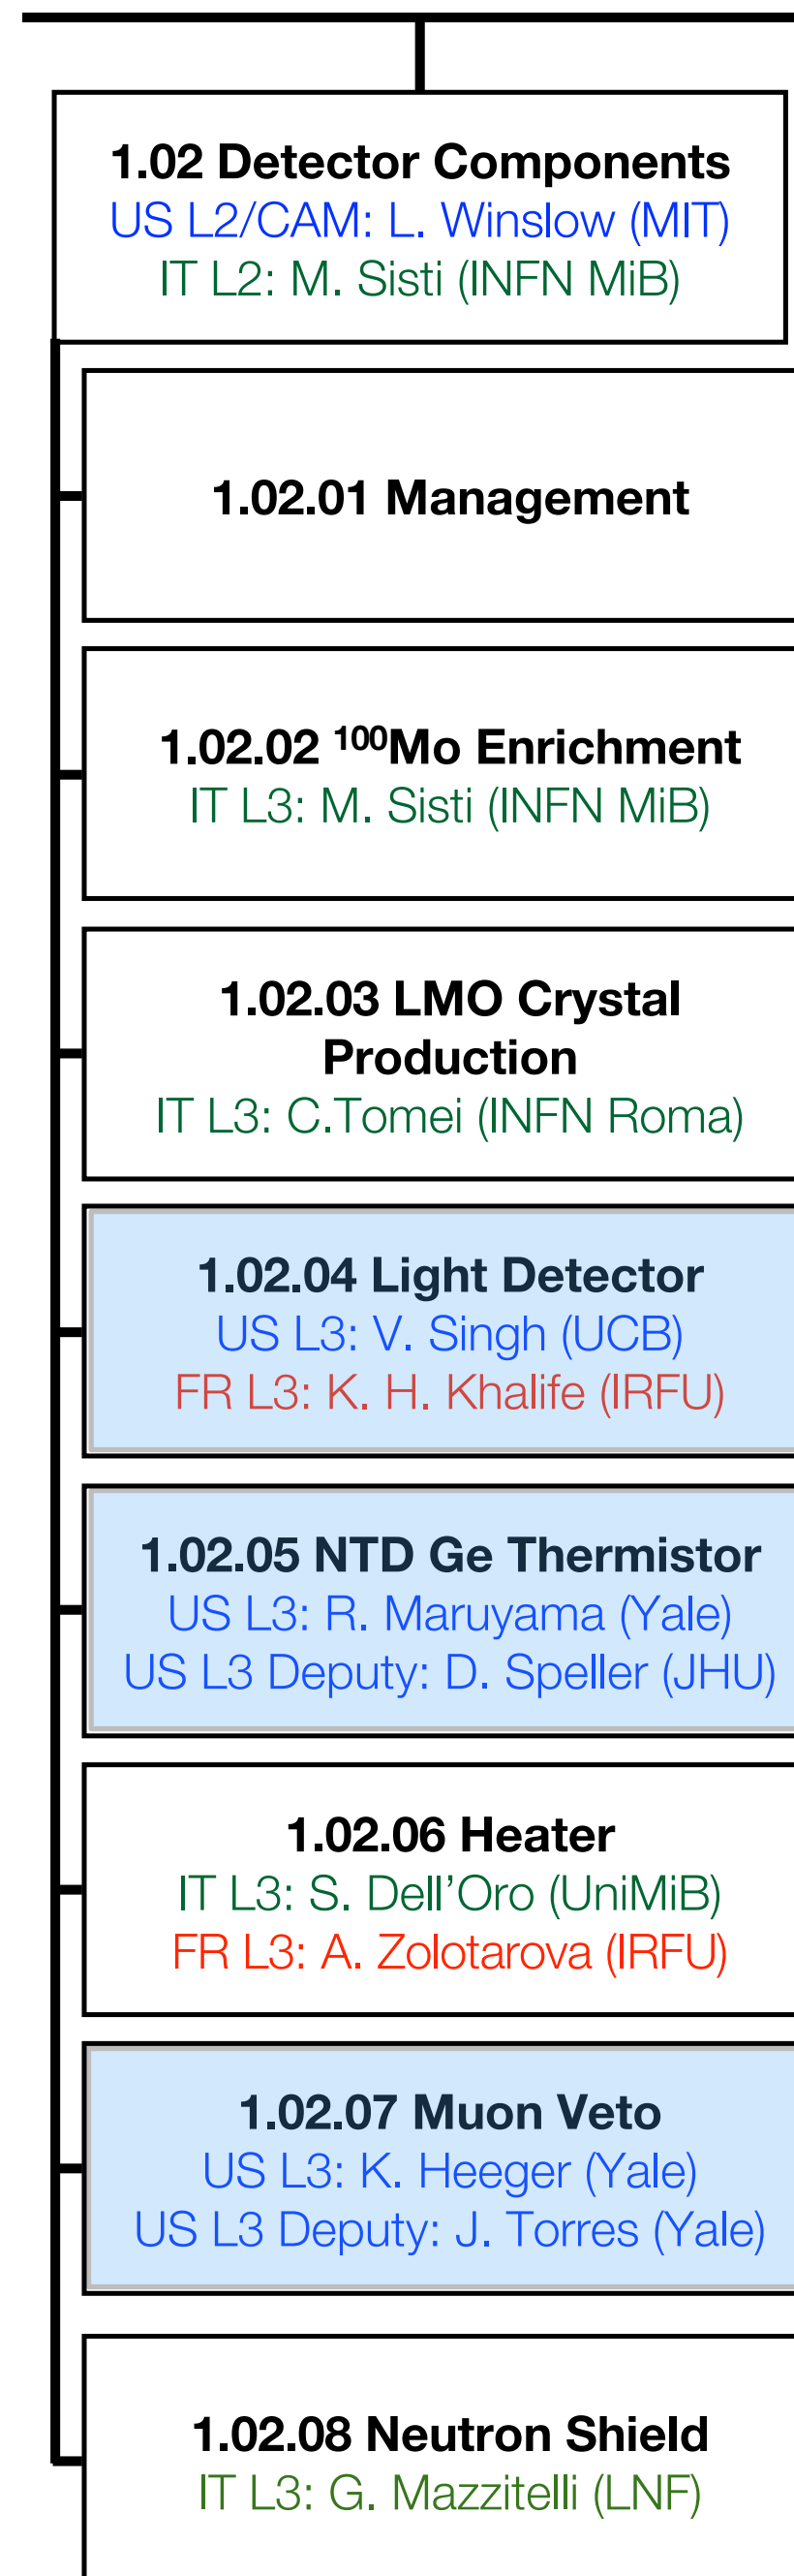 1.02 Detector Components
US L2/CAM: L. Winslow (MIT)
IT L2: M. Sisti (INFN MiB)
1.02.01 Management
1.02.02 ¹⁰⁰Mo Enrichment
IT L3: M. Sisti (INFN MiB)
1.02.03 LMO Crystal
Production
IT L3: C.Tomei (INFN Roma)
1.02.04 Light Detector
US L3: V. Singh (UCB)
FR L3: K. H. Khalife (IRFU)
1.02.05 NTD Ge Thermistor
US L3: R. Maruyama (Yale)
US L3 Deputy: D. Speller (JHU)
1.02.06 Heater
IT L3: S. Dell’Oro (UniMiB)
FR L3: A. Zolotarova (IRFU)
1.02.07 Muon Veto
US L3: K. Heeger (Yale)
US L3 Deputy: J. Torres (Yale)
1.02.08 Neutron Shield
IT L3: G. Mazzitelli (LNF)